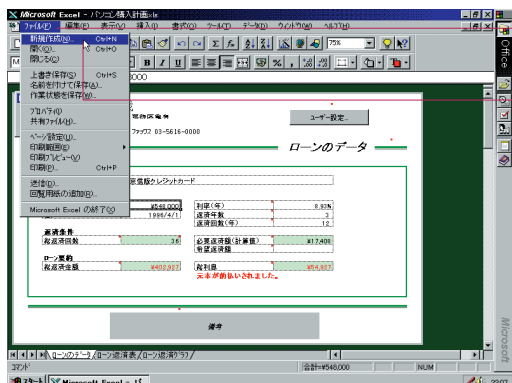 Microsoft Excel - パソコン購入計画.xls
ファイル(F) 編集(E) 表示(V) 挿入(I) 書式(O) ツール(T) データ(D) ウィンドウ(W) ヘルプ(H)
新規作成(N)... Ctrl+N
開く(O)... Ctrl+O
閉じる(C)
上書き保存(S) Ctrl+S
名前を付けて保存(A)...
作業状態を保存(W)...
プロパティ(I)
共有ファイル(H)...
ページ設定(U)...
印刷範囲(R)
印刷プレビュー(V)
印刷(P)... Ctrl+P
送信(D)...
回覧用紙の追加(R)...
Microsoft Excel の終了(X)
75%
B I U
ファックス 03-5616-0000
ユーザー設定...
ローンのデータ
京信販クレジットカード
¥548,000
1996/4/1
利率(年) 8.93%
返済年数 3
返済回数(年) 12
返済条件
総返済回数 36
必要返済額(計算値) ¥17,408
希望返済額
ローン要約
総返済金額 ¥602,827
総利息 ¥54,827
元本が前払いされました。
備考
ローンのデータ ローン返済表 ローン返済グラフ
コマンド 合計=¥548,000 NUM
スタート Microsoft Excel - パ 23:07
Office
Microsoft